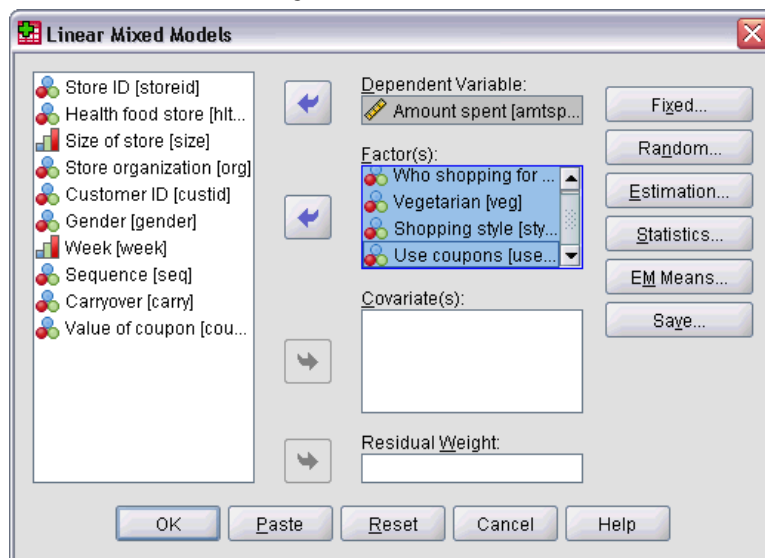 Linear Mixed Models
Store ID [storeid]
Health food store [hlt...
Size of store [size]
Store organization [org]
Customer ID [custid]
Gender [gender]
Week [week]
Sequence [seq]
Carryover [carry]
Value of coupon [cou...
Dependent Variable:
Amount spent [amtsp...
Factor(s):
Who shopping for ...
Vegetarian [veg]
Shopping style [sty...
Use coupons [use...
Covariate(s):
Residual Weight:
Fixed...
Random...
Estimation...
Statistics...
EM Means...
Save...
OK
Paste
Reset
Cancel
Help